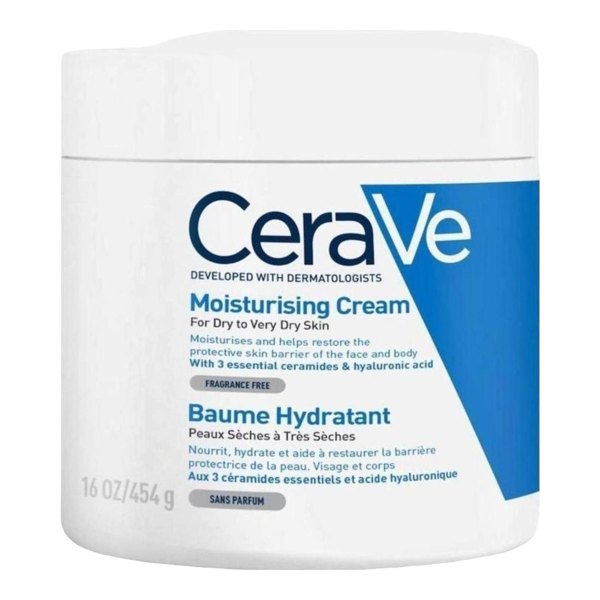 CeraVe
DEVELOPED WITH DERMATOLOGISTS
Moisturising Cream
For Dry to Very Dry Skin
Moisturises and helps restore the
protective skin barrier of the face and body
With 3 essential ceramides & hyaluronic acid
FRAGRANCE FREE
Baume Hydratant
Peaux Sèches à Très Sèches
Nourrit, hydrate et aide à restaurer la barrière
protectrice de la peau. Visage et corps
Aux 3 céramides essentiels et acide hyaluronique
16 OZ/454 g
SANS PARFUM